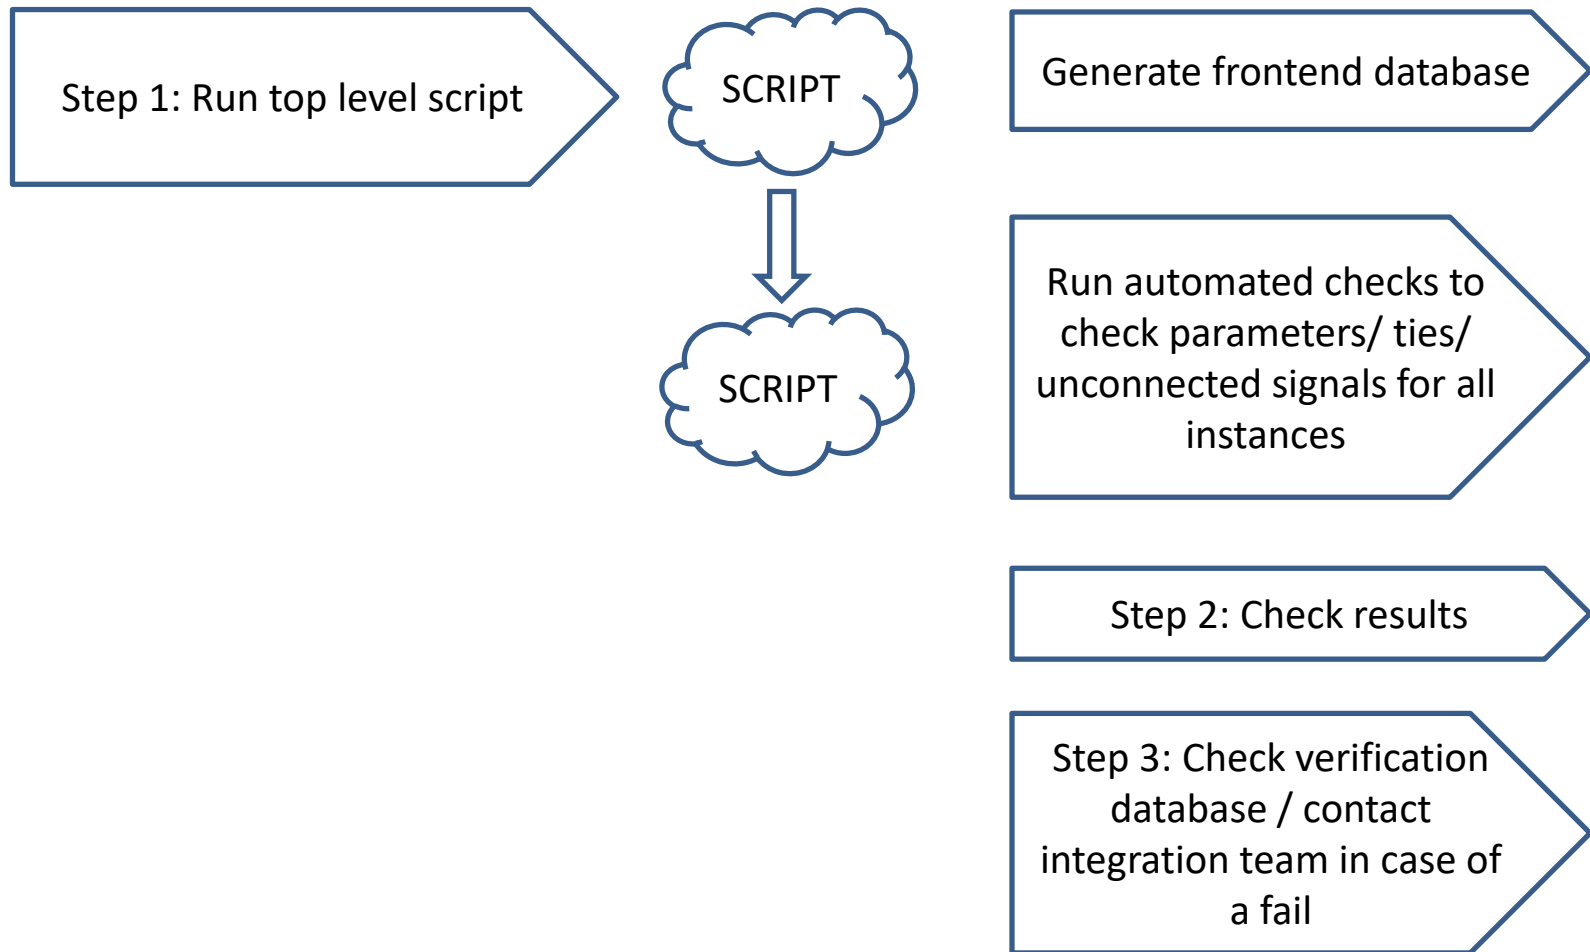 Step 1: Run top level script
SCRIPT
Generate frontend database
SCRIPT
Run automated checks to
check parameters/ ties/
unconnected signals for all
instances
Step 2: Check results
Step 3: Check verification
database / contact
integration team in case of
a fail